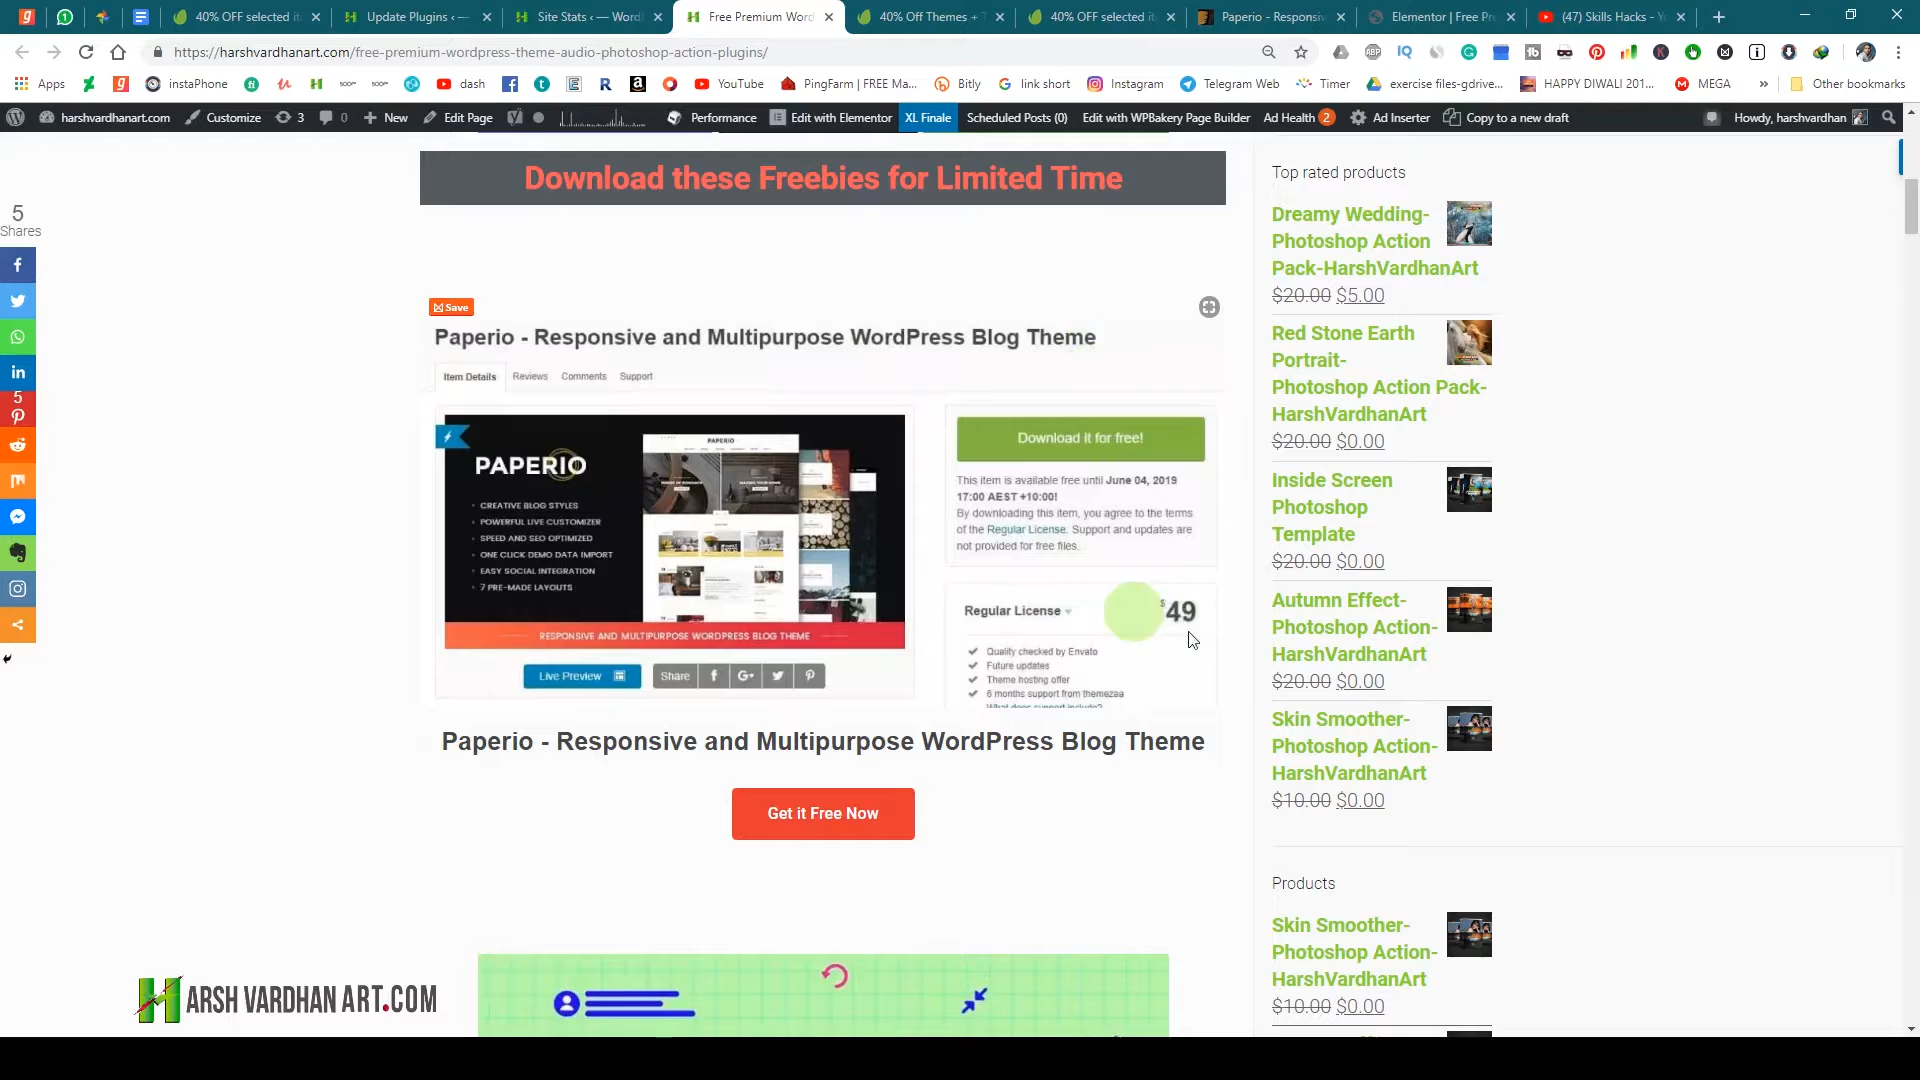 40% OFF selected it
Update Plugins ‹ —
Site Stats ‹ — Word
Free Premium Word
40% Off Themes + T
40% OFF selected it
Paperio - Responsiv
Elementor | Free Pr
(47) Skills Hacks - Y
https://harshvardhanart.com/free-premium-wordpress-theme-audio-photoshop-action-plugins/
Apps
instaPhone
dash
YouTube
PingFarm | FREE Ma...
Bitly
link short
Instagram
Telegram Web
Timer
exercise files-gdrive...
HAPPY DIWALI 201...
MEGA
»
Other bookmarks
harshvardhanart.com
Customize
3
0
New
Edit Page
Performance
Edit with Elementor
XL Finale
Scheduled Posts (0)
Edit with WPBakery Page Builder
Ad Health 2
Ad Inserter
Copy to a new draft
Howdy, harshvardhan
5
Shares
5
Download these Freebies for Limited Time
Save
Paperio - Responsive and Multipurpose WordPress Blog Theme
Item Details Reviews Comments Support
PAPERIO
CREATIVE BLOG STYLES
POWERFUL LIVE CUSTOMIZER
SPEED AND SEO OPTIMIZED
ONE CLICK DEMO DATA IMPORT
EASY SOCIAL INTEGRATION
7 PRE-MADE LAYOUTS
PAPERIO
RESPONSIVE AND MULTIPURPOSE WORDPRESS BLOG THEME
Live Preview
Share
Download it for free!
This item is available free until June 04, 2019
17:00 AEST +10:00!
By downloading this item, you agree to the terms
of the Regular License. Support and updates are
not provided for free files.
Regular License
$49
Quality checked by Envato
Future updates
Theme hosting offer
6 months support from themezaa
What does support include?
Paperio - Responsive and Multipurpose WordPress Blog Theme
Get it Free Now
Top rated products
Dreamy Wedding-
Photoshop Action
Pack-HarshVardhanArt
$20.00 $5.00
Red Stone Earth
Portrait-
Photoshop Action Pack-
HarshVardhanArt
$20.00 $0.00
Inside Screen
Photoshop
Template
$20.00 $0.00
Autumn Effect-
Photoshop Action-
HarshVardhanArt
$20.00 $0.00
Skin Smoother-
Photoshop Action-
HarshVardhanArt
$10.00 $0.00
Products
Skin Smoother-
Photoshop Action-
HarshVardhanArt
$10.00 $0.00
HARSH VARDHAN ART.COM